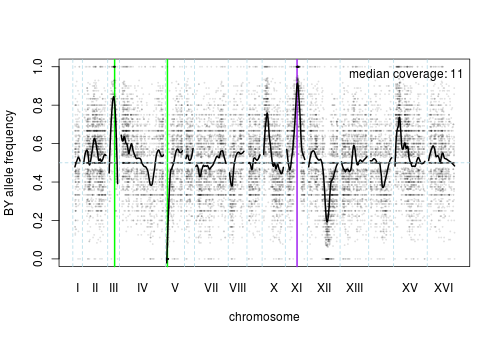 median coverage: 11
BY allele frequency
1.0
0.8
0.6
0.4
0.2
0.0
I II III IV V VII VIII X XI XII XIII XV XVI
chromosome